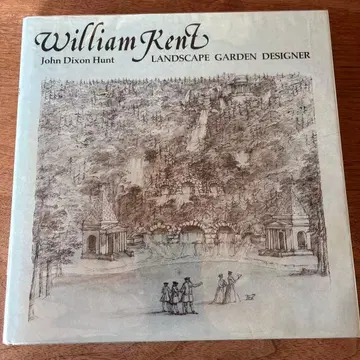 William Kent
John Dixon Hunt LANDSCAPE GARDEN DESIGNER